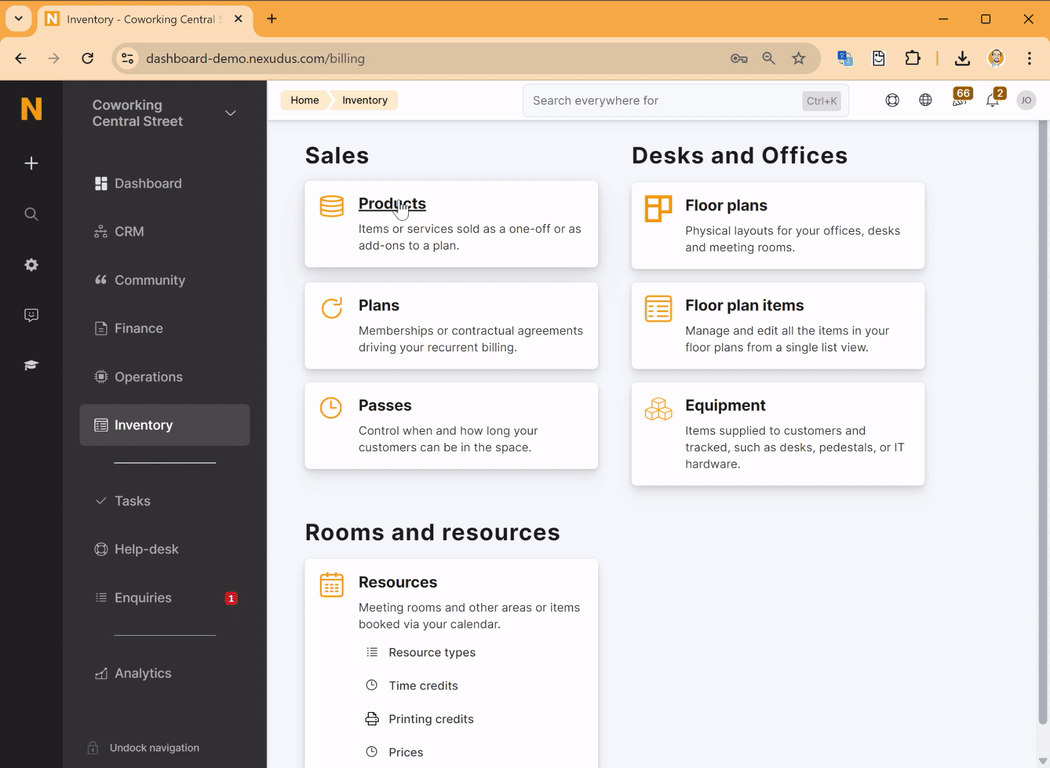 Inventory - Coworking Central S
dashboard-demo.nexudus.com/billing
N
Coworking
Central Street
Home
Inventory
Search everywhere for
Ctrl+K
66
2
JO
Dashboard
CRM
Community
Finance
Operations
Inventory
Tasks
Help-desk
Enquiries
1
Analytics
Undock navigation
Sales
Products
Items or services sold as a one-off or as
add-ons to a plan.
Plans
Memberships or contractual agreements
driving your recurrent billing.
Passes
Control when and how long your
customers can be in the space.
Desks and Offices
Floor plans
Physical layouts for your offices, desks
and meeting rooms.
Floor plan items
Manage and edit all the items in your
floor plans from a single list view.
Equipment
Items supplied to customers and
tracked, such as desks, pedestals, or IT
hardware.
Rooms and resources
Resources
Meeting rooms and other areas or items
booked via your calendar.
Resource types
Time credits
Printing credits
Prices